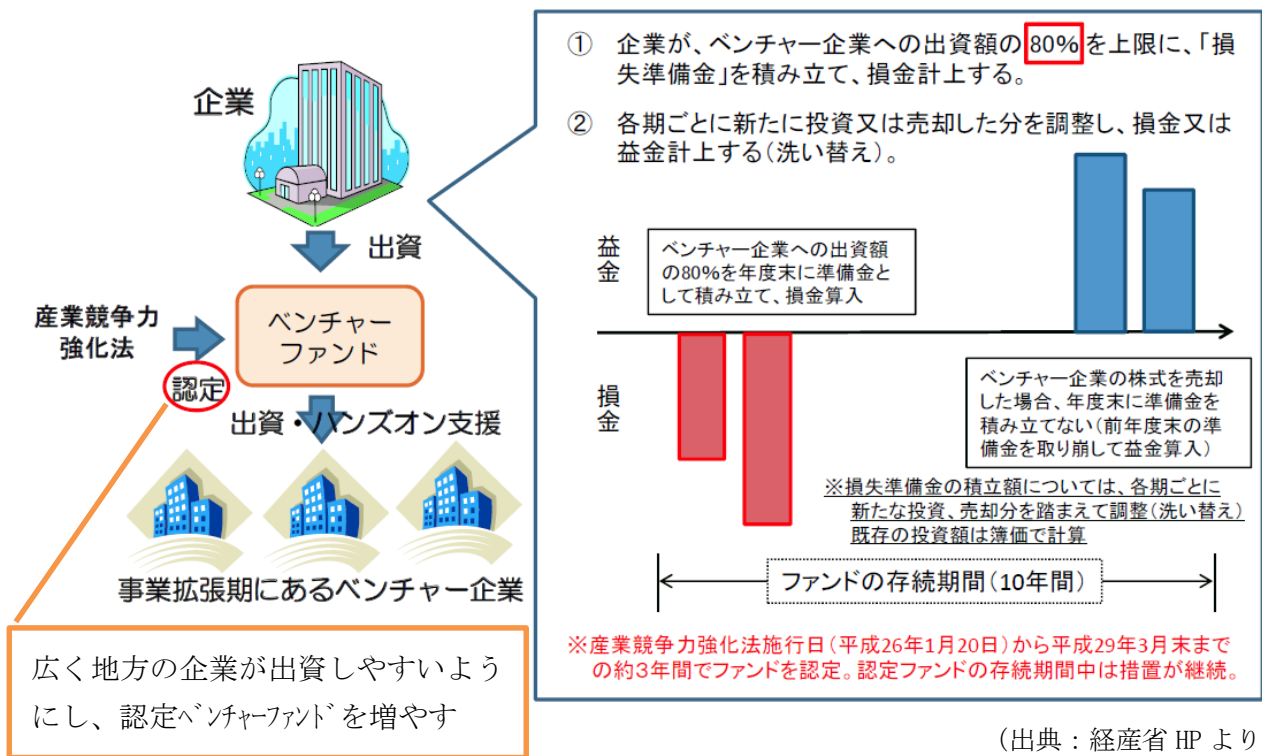 企業
出資
産業競争力
強化法
認定
ベンチャー
ファンド
出資・ハンズオン支援
事業拡張期にあるベンチャー企業
広く地方の企業が出資しやすいよう
にし、認定ベンチャーファンドを増やす
① 企業が、ベンチャー企業への出資額の80%を上限に、「損
失準備金」を積み立て、損金計上する。
② 各期ごとに新たに投資又は売却した分を調整し、損金又は
益金計上する(洗い替え)。
益金
ベンチャー企業への出資額
の80%を年度末に準備金と
して積み立て、損金算入
損金
ベンチャー企業の株式を売却
した場合、年度末に準備金を
積み立てない(前年度末の準
備金を取り崩して益金算入)
※損失準備金の積立額については、各期ごとに
新たな投資、売却分を踏まえて調整(洗い替え)
既存の投資額は簿価で計算
ファンドの存続期間(10年間)
※産業競争力強化法施行日(平成26年1月20日)から平成29年3月末まで
の約3年間でファンドを認定。認定ファンドの存続期間中は措置が継続。
(出典：経産省 HP より